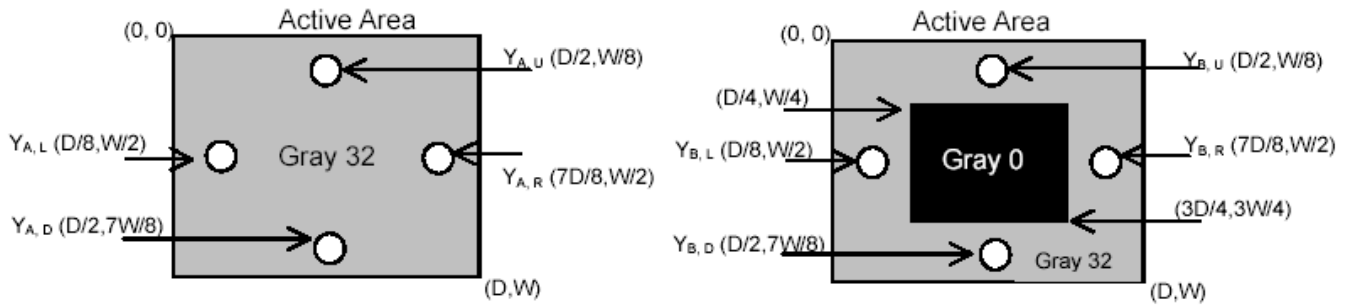 Active Area
(0, 0)
YA, U (D/2,W/8)
YA, L (D/8,W/2)
Gray 32
YA, R (7D/8,W/2)
YA, D (D/2,7W/8)
(D,W)
Active Area
(0, 0)
YB, U (D/2,W/8)
(D/4,W/4)
YB, L (D/8,W/2)
Gray 0
YB, R (7D/8,W/2)
(3D/4,3W/4)
YB, D (D/2,7W/8)
Gray 32
(D,W)